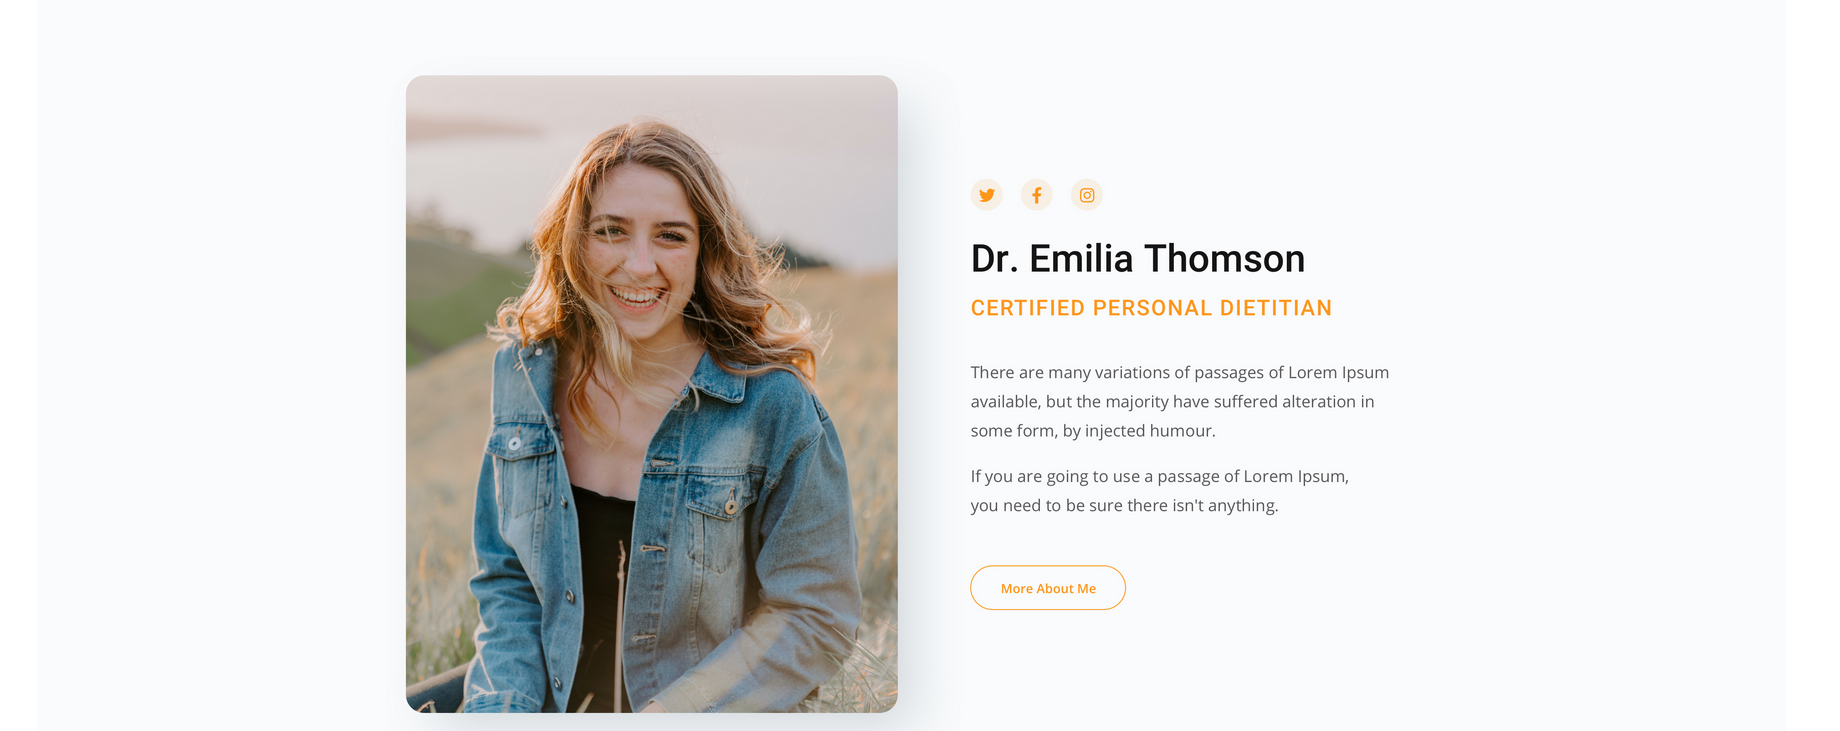 Dr. Emilia Thomson
CERTIFIED PERSONAL DIETITIAN
There are many variations of passages of Lorem Ipsum
available, but the majority have suffered alteration in
some form, by injected humour.
If you are going to use a passage of Lorem Ipsum,
you need to be sure there isn't anything.
More About Me